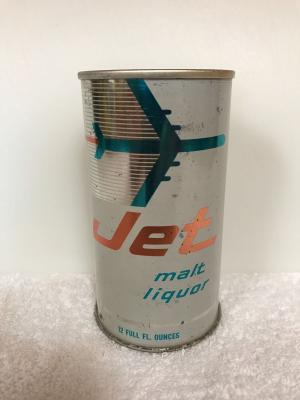 Jet
malt
liquor
12 FULL FL. OUNCES